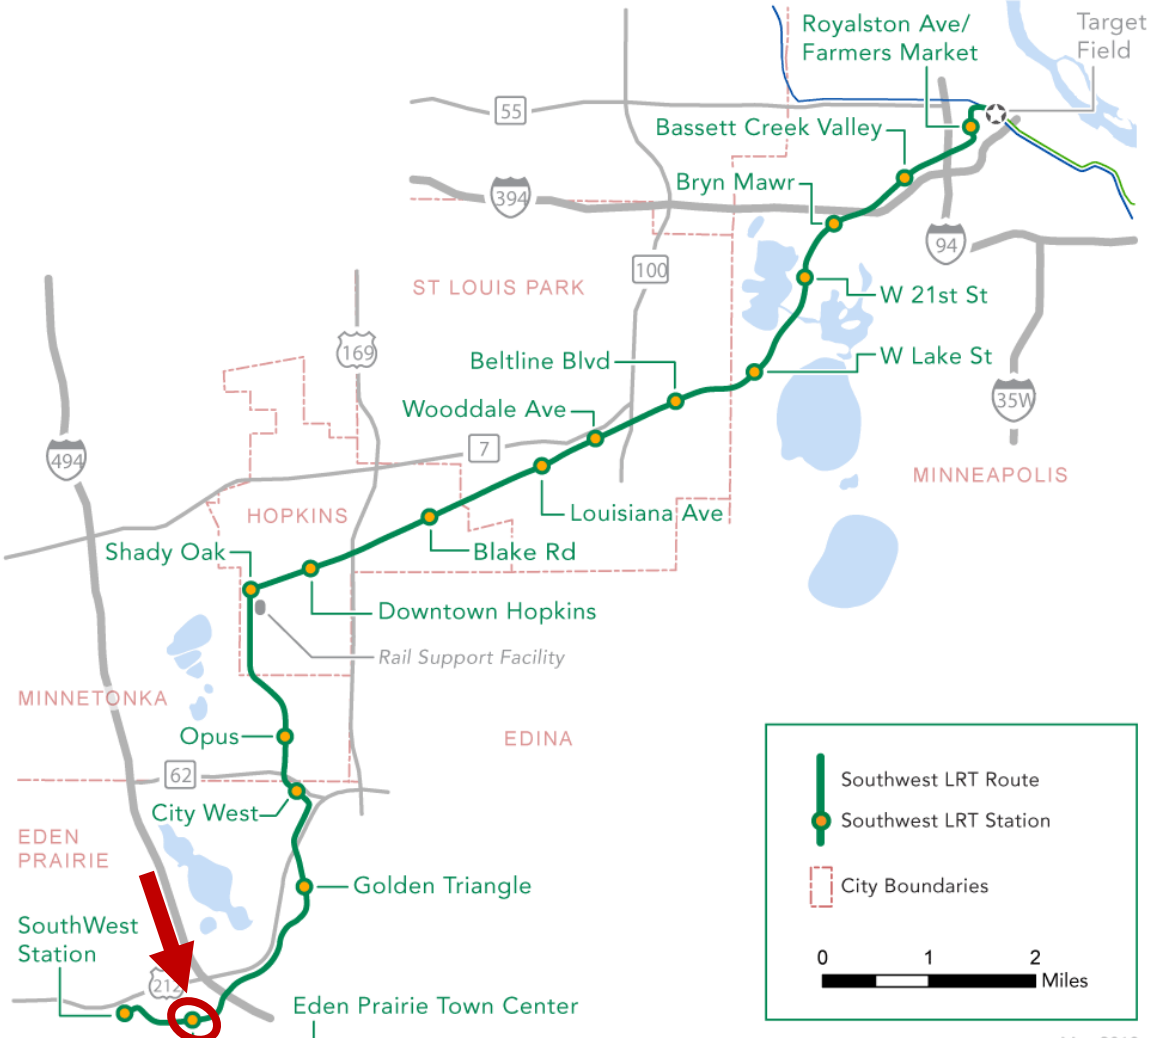 Royalston Ave/
Farmers Market
Target
Field
55
Bassett Creek Valley
Bryn Mawr
394
94
100
ST LOUIS PARK
W 21st St
169
Beltline Blvd
W Lake St
Wooddale Ave
35W
7
494
MINNEAPOLIS
HOPKINS
Louisiana Ave
Shady Oak
Blake Rd
Downtown Hopkins
Rail Support Facility
MINNETONKA
Opus
EDINA
62
City West
EDEN
PRAIRIE
Golden Triangle
SouthWest
Station
212
Eden Prairie Town Center
Southwest LRT Route
Southwest LRT Station
City Boundaries
0 1 2
Miles